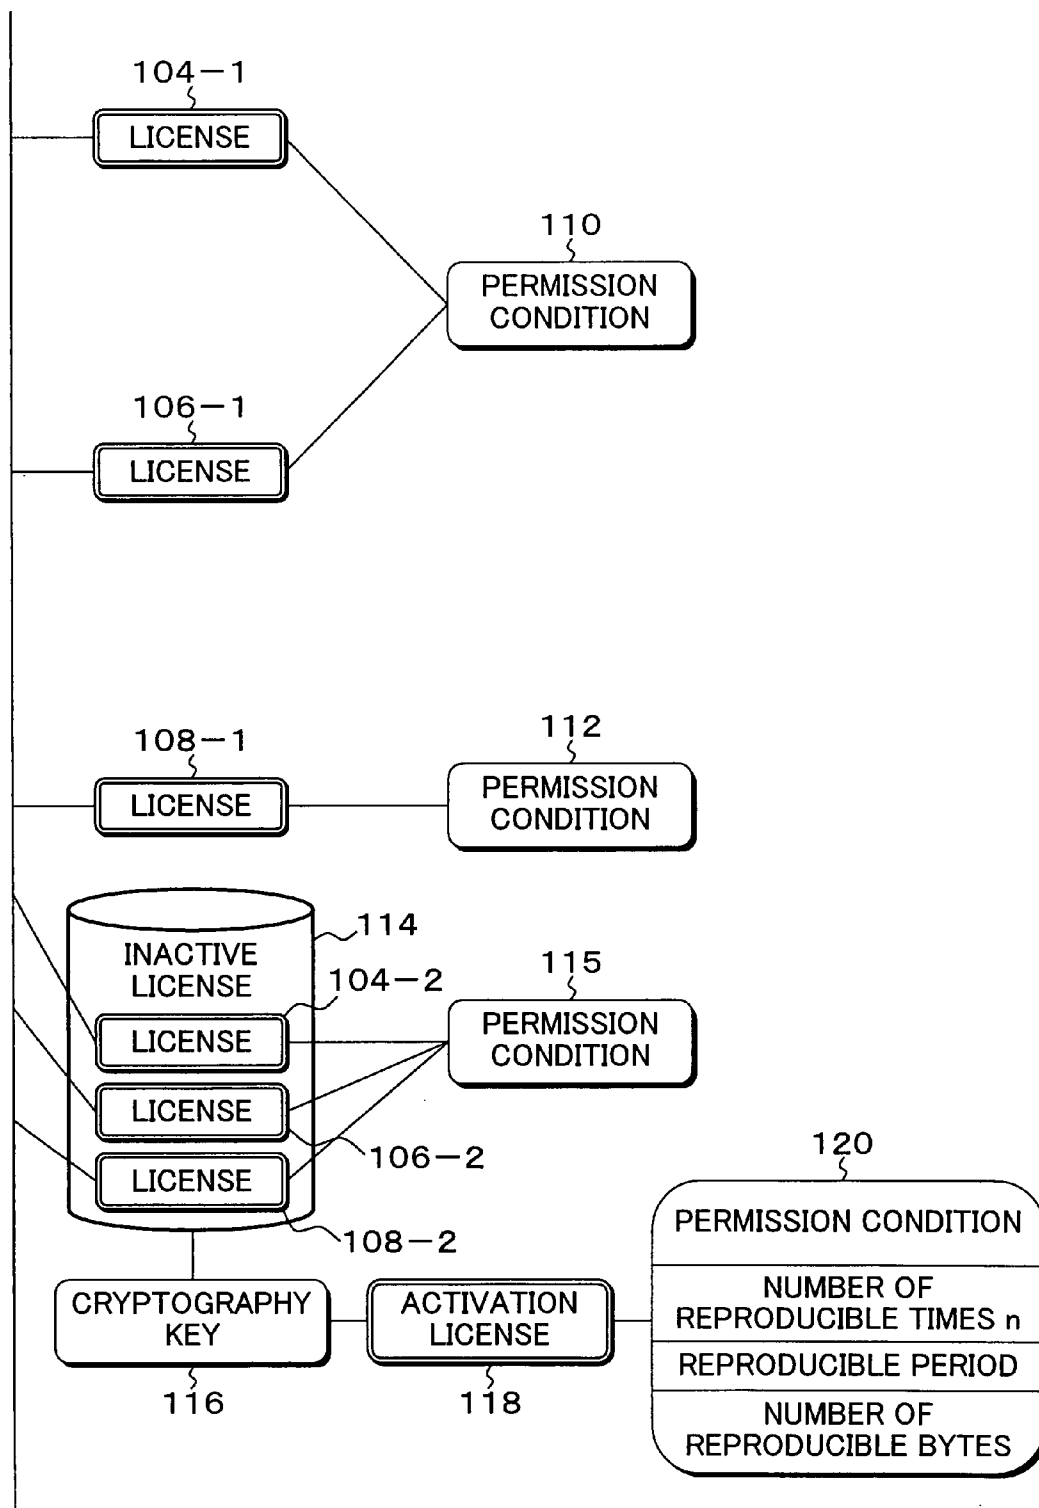 104-1
LICENSE
110
PERMISSION
CONDITION
106-1
LICENSE
108-1
LICENSE
112
PERMISSION
CONDITION
114
INACTIVE
LICENSE
104-2
LICENSE
115
PERMISSION
CONDITION
LICENSE
106-2
LICENSE
108-2
120
PERMISSION CONDITION
NUMBER OF
REPRODUCIBLE TIMES n
REPRODUCIBLE PERIOD
NUMBER OF
REPRODUCIBLE BYTES
CRYPTOGRAPHY
KEY
116
ACTIVATION
LICENSE
118